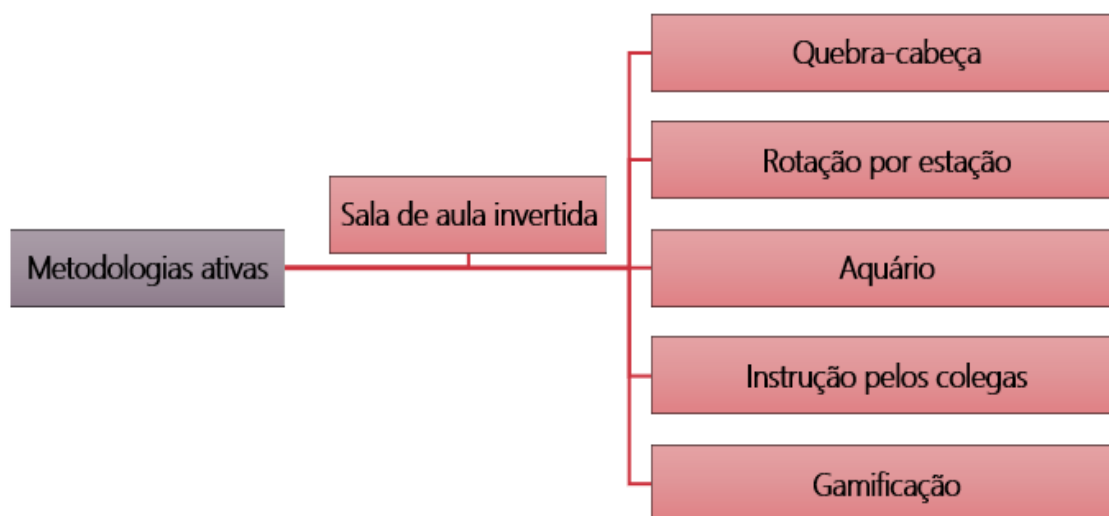 Metodologias ativas
Sala de aula invertida
Quebra-cabeça
Rotação por estação
Aquário
Instrução pelos colegas
Gamificação